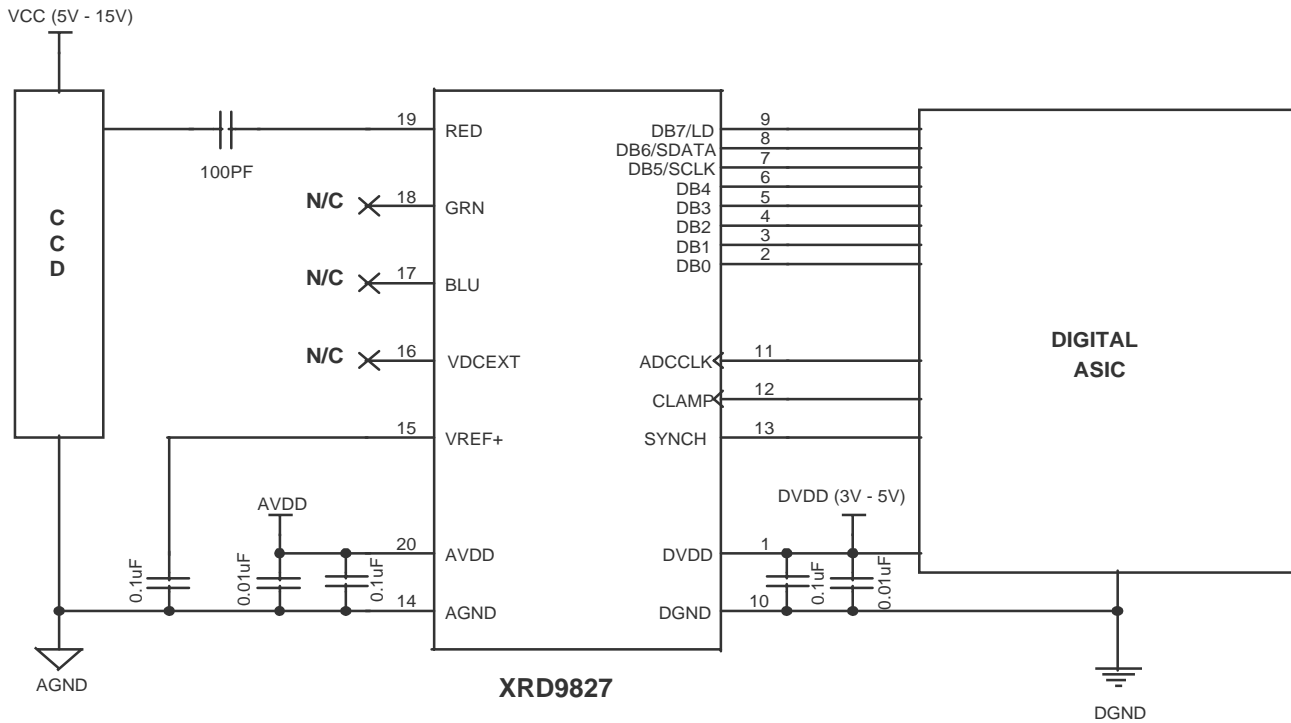 VCC (5V - 15V)
C
C
D
100PF
19
RED
N/C
18
GRN
N/C
17
BLU
N/C
16
VDCEXT
15
VREF+
AVDD
20
AVDD
14
AGND
0.1uF
0.01uF
0.1uF
AGND
XRD9827
DB7/LD
9
DB6/SDATA
8
DB5/SCLK
7
DB4
6
DB3
5
DB2
4
DB1
3
DB0
2
ADCCLK
11
CLAMP
12
SYNCH
13
DVDD (3V - 5V)
DVDD
1
DGND
10
0.1uF
0.01uF
DIGITAL
ASIC
DGND